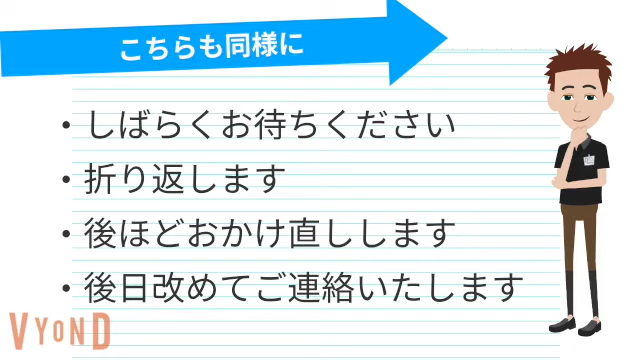 こちらも同様に
・しばらくお待ちください
・折り返します
・後ほどおかけ直しします
・後日改めてご連絡いたします
VYOND